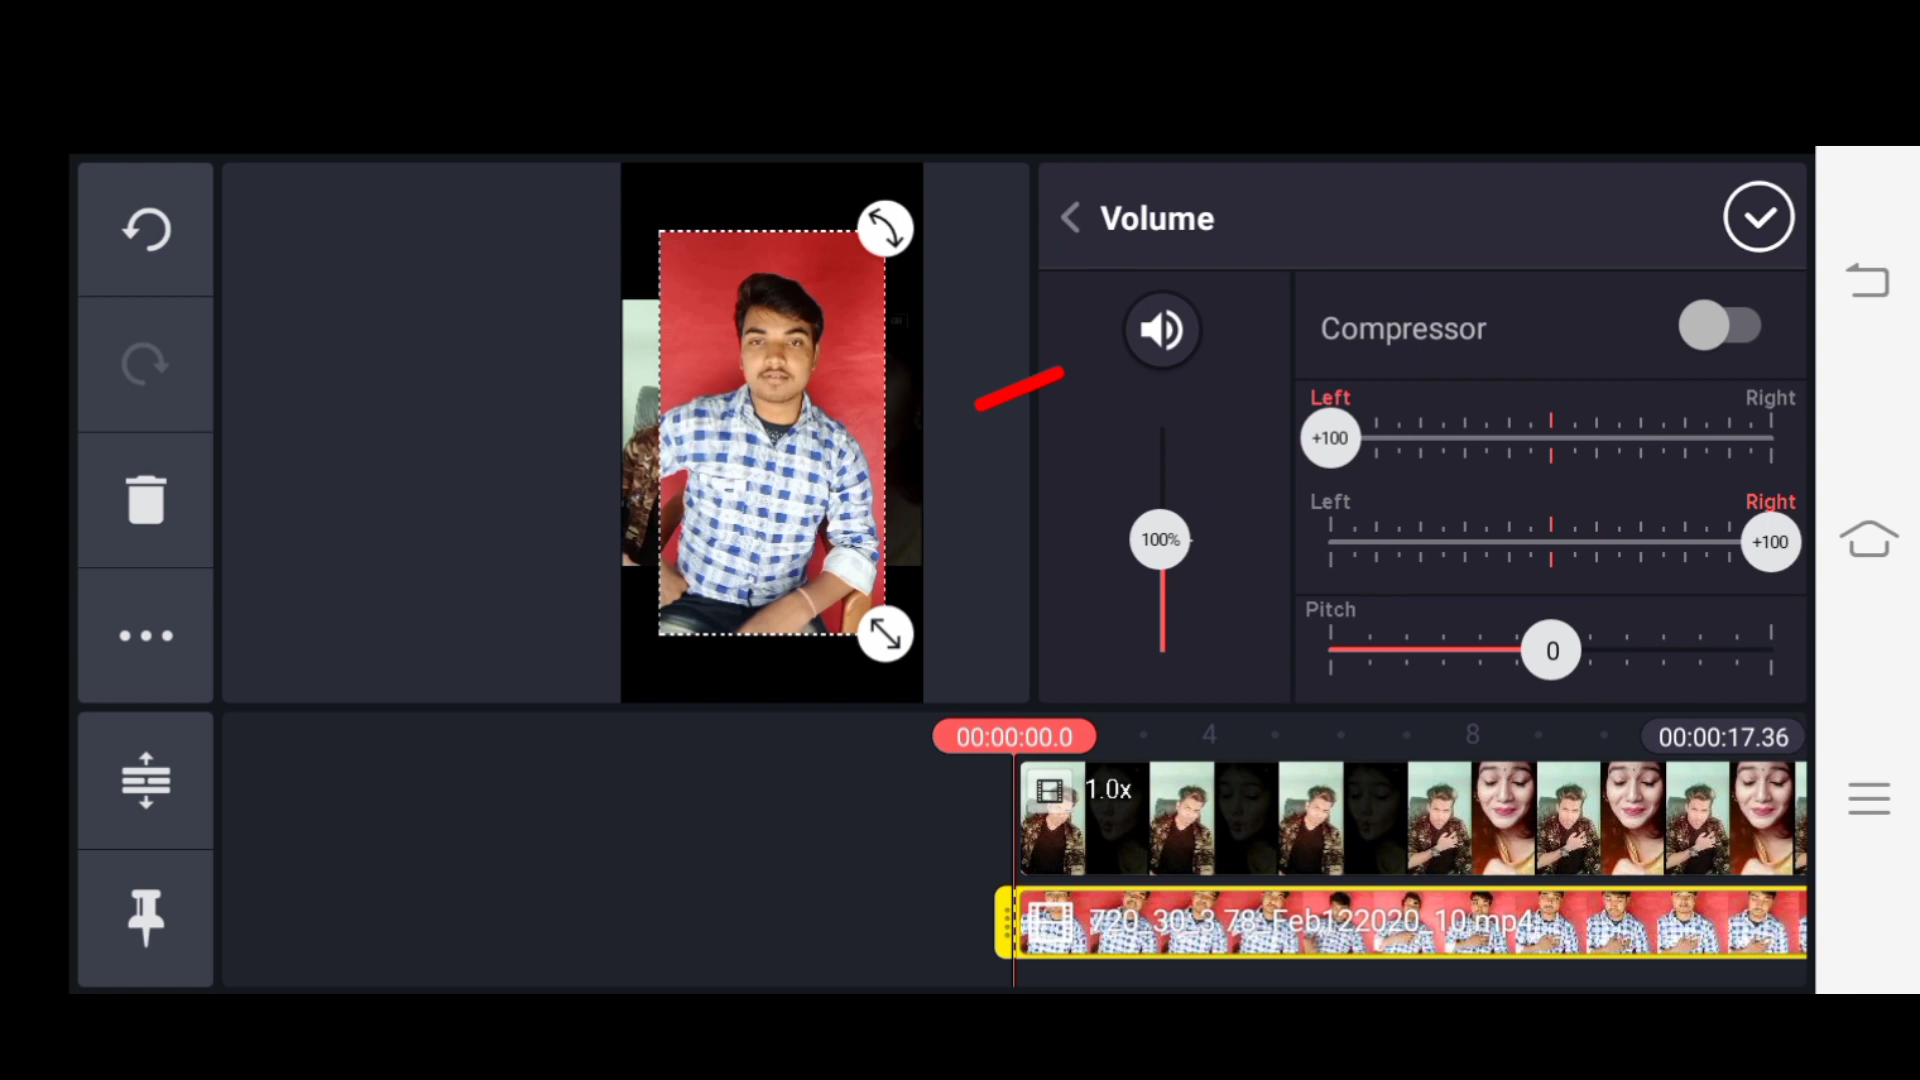 Volume
Compressor
Left
Right
+100
Left
Right
100%
+100
Pitch
0
00:00:00.0
4
8
00:00:17.36
1.0x
720_30_3.78_Feb122020_10.mp4